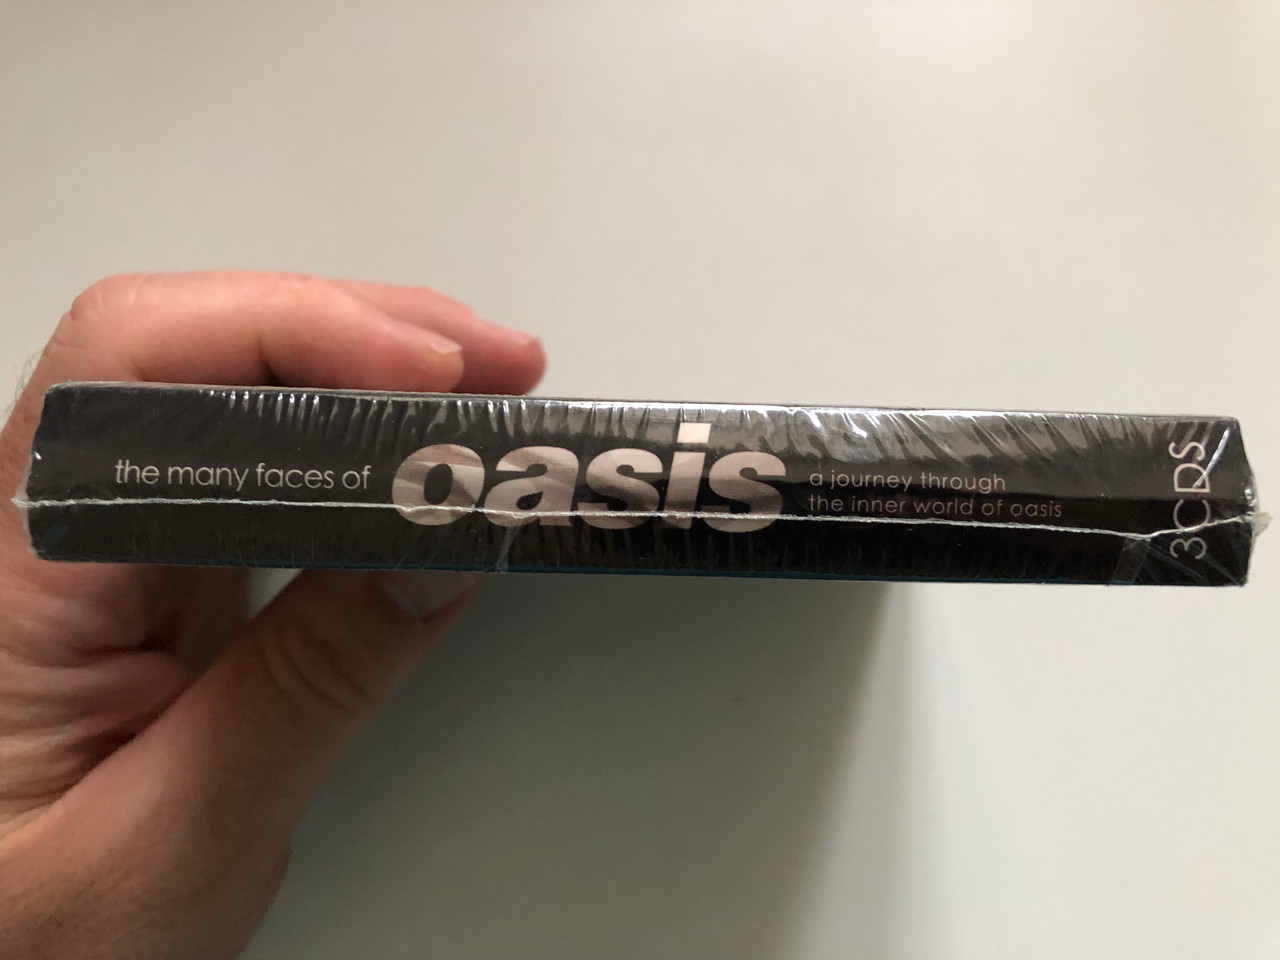 the many faces of oasis
a journey through
the inner world of oasis
3CDS